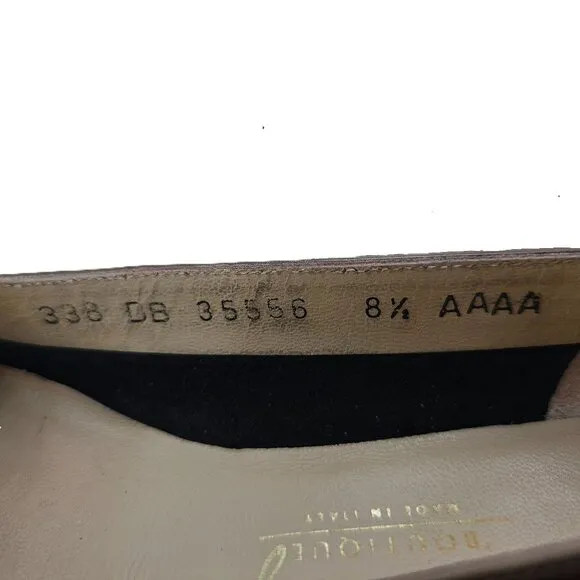 338 DB 35556 8½ AAAA
MADE IN ITALY
BOUTIQUE